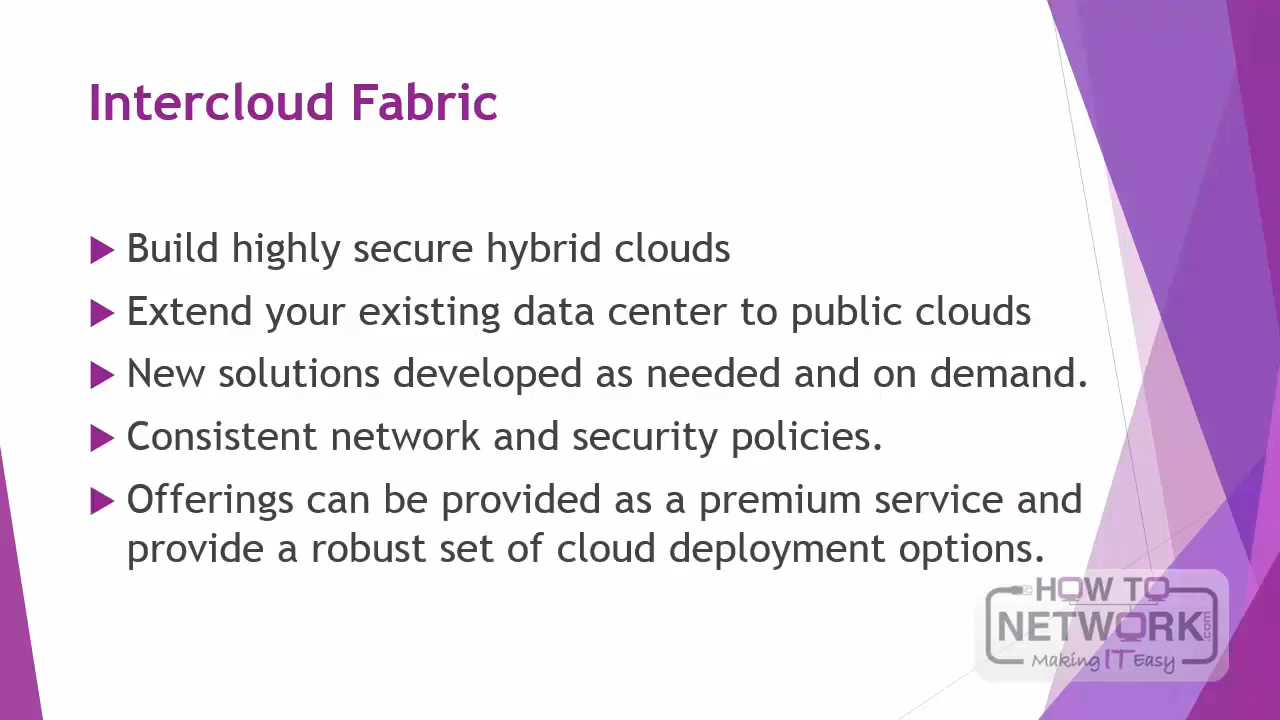 Intercloud Fabric
Build highly secure hybrid clouds
Extend your existing data center to public clouds
New solutions developed as needed and on demand.
Consistent network and security policies.
Offerings can be provided as a premium service and
provide a robust set of cloud deployment options.
HOW TO
NETWORK.com
Making IT Easy